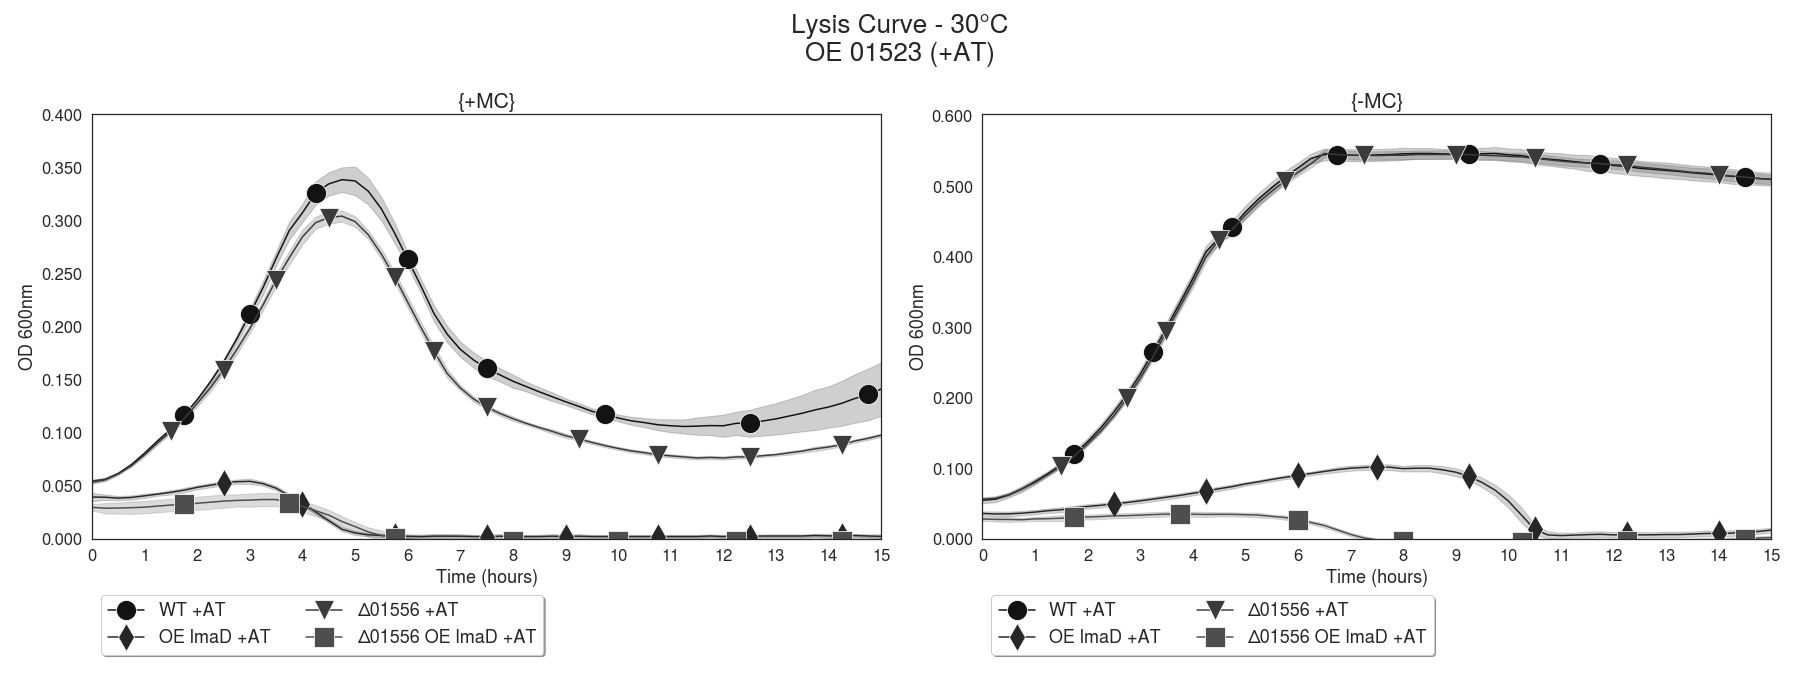 Lysis Curve - 30°C
OE 01523 (+AT)
{+MC}
0.400
0.350
0.300
0.250
0.200
0.150
0.100
0.050
0.000
OD 600nm
0 1 2 3 4 5 6 7 8 9 10 11 12 13 14 15
Time (hours)
WT +AT
OE lmaD +AT
Δ01556 +AT
Δ01556 OE lmaD +AT
{-MC}
0.600
0.500
0.400
0.300
0.200
0.100
0.000
OD 600nm
0 1 2 3 4 5 6 7 8 9 10 11 12 13 14 15
Time (hours)
WT +AT
OE lmaD +AT
Δ01556 +AT
Δ01556 OE lmaD +AT